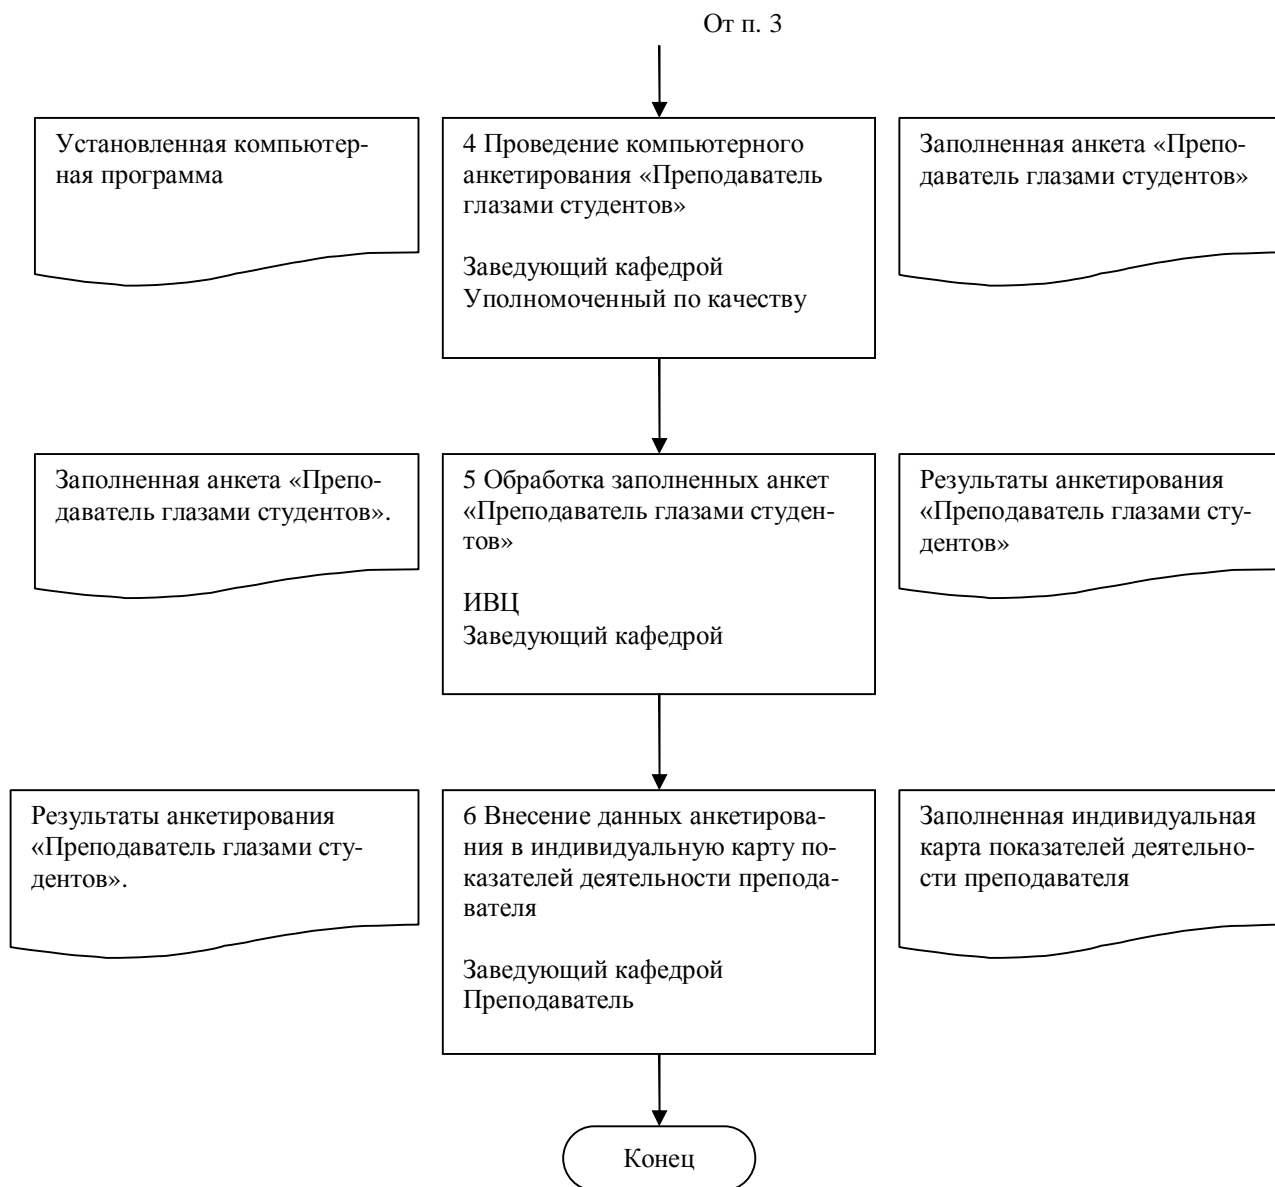 От п. 3
Установленная компьютер-
ная программа
4 Проведение компьютерного
анкетирования «Преподаватель
глазами студентов»
Заведующий кафедрой
Уполномоченный по качеству
Заполненная анкета «Препо-
даватель глазами студентов»
Заполненная анкета «Препо-
даватель глазами студентов».
5 Обработка заполненных анкет
«Преподаватель глазами студен-
тов»
ИВЦ
Заведующий кафедрой
Результаты анкетирования
«Преподаватель глазами сту-
дентов»
Результаты анкетирования
«Преподаватель глазами сту-
дентов».
6 Внесение данных анкетирова-
ния в индивидуальную карту по-
казателей деятельности препода-
вателя
Заведующий кафедрой
Преподаватель
Заполненная индивидуальная
карта показателей деятельно-
сти преподавателя
Конец